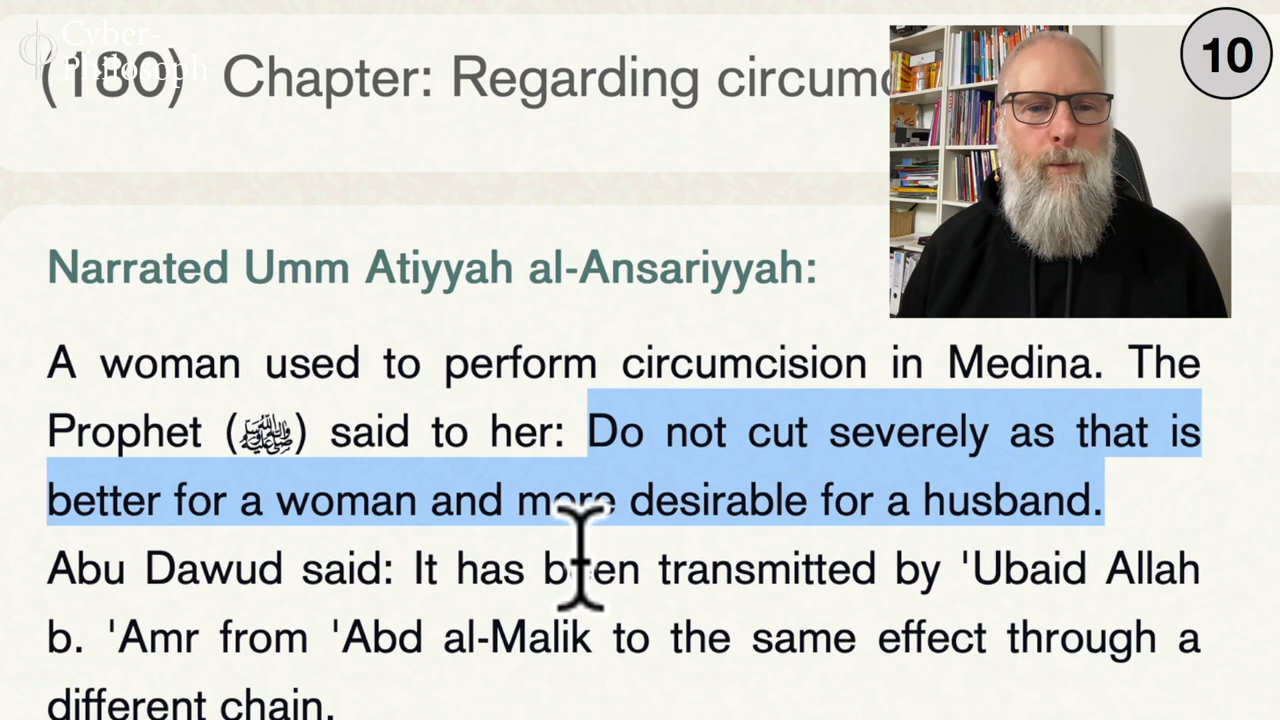 Cyber-
Philosoph
10
(180) Chapter: Regarding circumc
Narrated Umm Atiyyah al-Ansariyyah:
A woman used to perform circumcision in Medina. The
Prophet (ﷺ) said to her: Do not cut severely as that is
better for a woman and more desirable for a husband.
Abu Dawud said: It has been transmitted by 'Ubaid Allah
b. 'Amr from 'Abd al-Malik to the same effect through a
different chain.